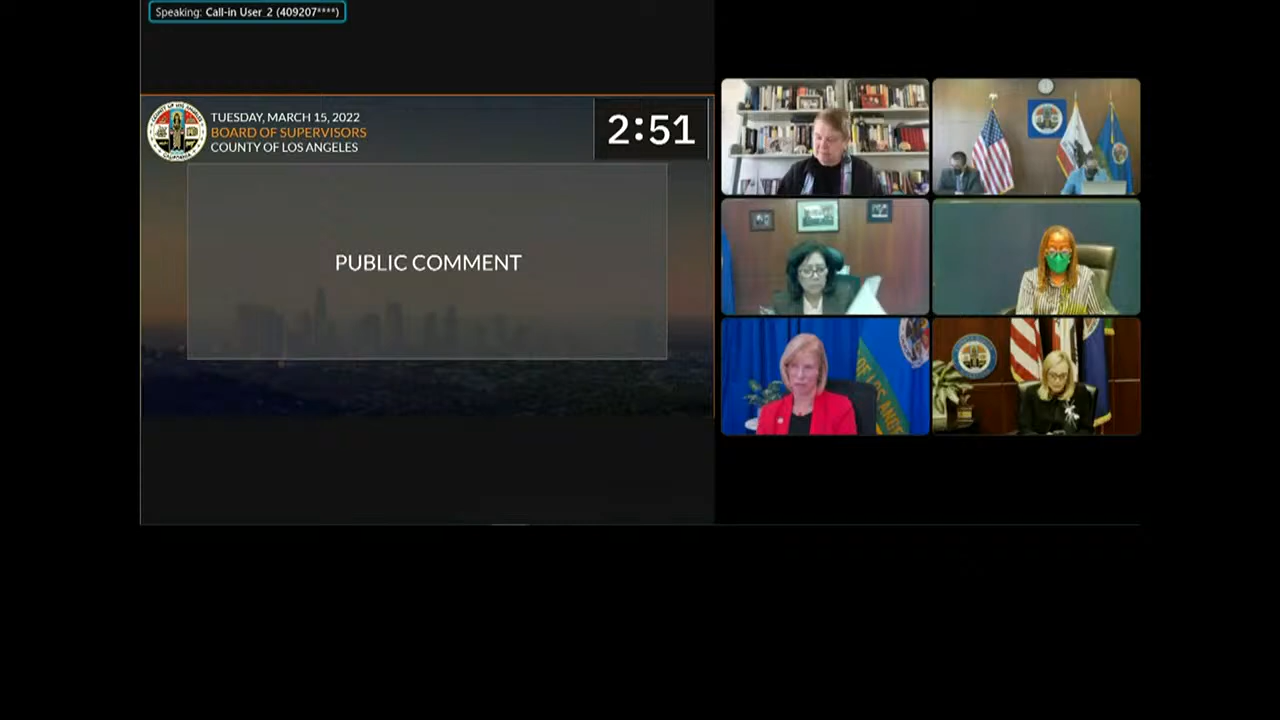 Speaking: Call-in User_2 (409207****)
TUESDAY, MARCH 15, 2022
BOARD OF SUPERVISORS
COUNTY OF LOS ANGELES
2:51
PUBLIC COMMENT